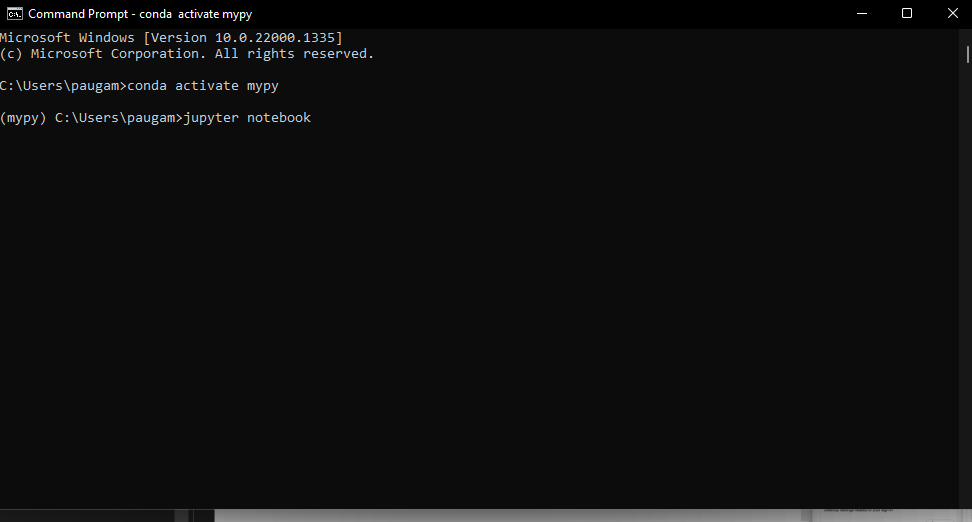 Command Prompt - conda  activate mypy
Microsoft Windows [Version 10.0.22000.1335]
(c) Microsoft Corporation. All rights reserved.
C:\Users\paugam>conda activate mypy
(mypy) C:\Users\paugam>jupyter notebook